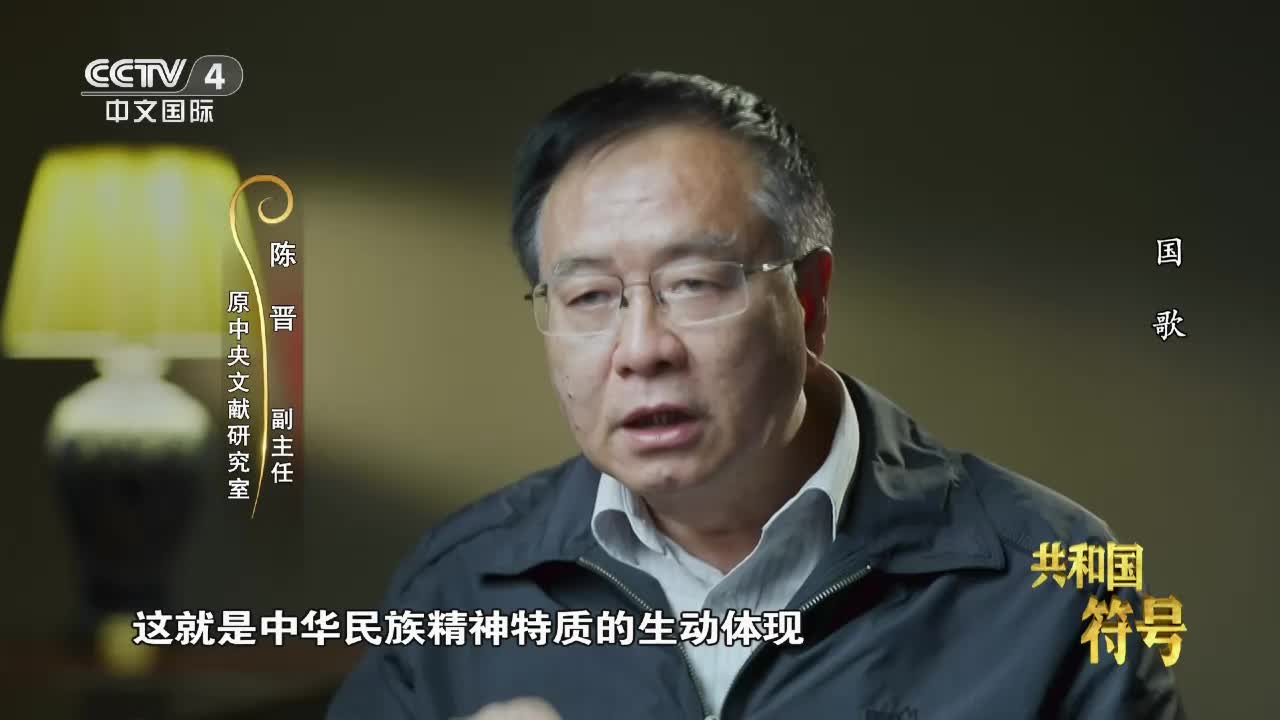 CCTV 4
中文国际
陈晋 副主任
原中央文献研究室
国歌
共和国
符号
这就是中华民族精神特质的生动体现